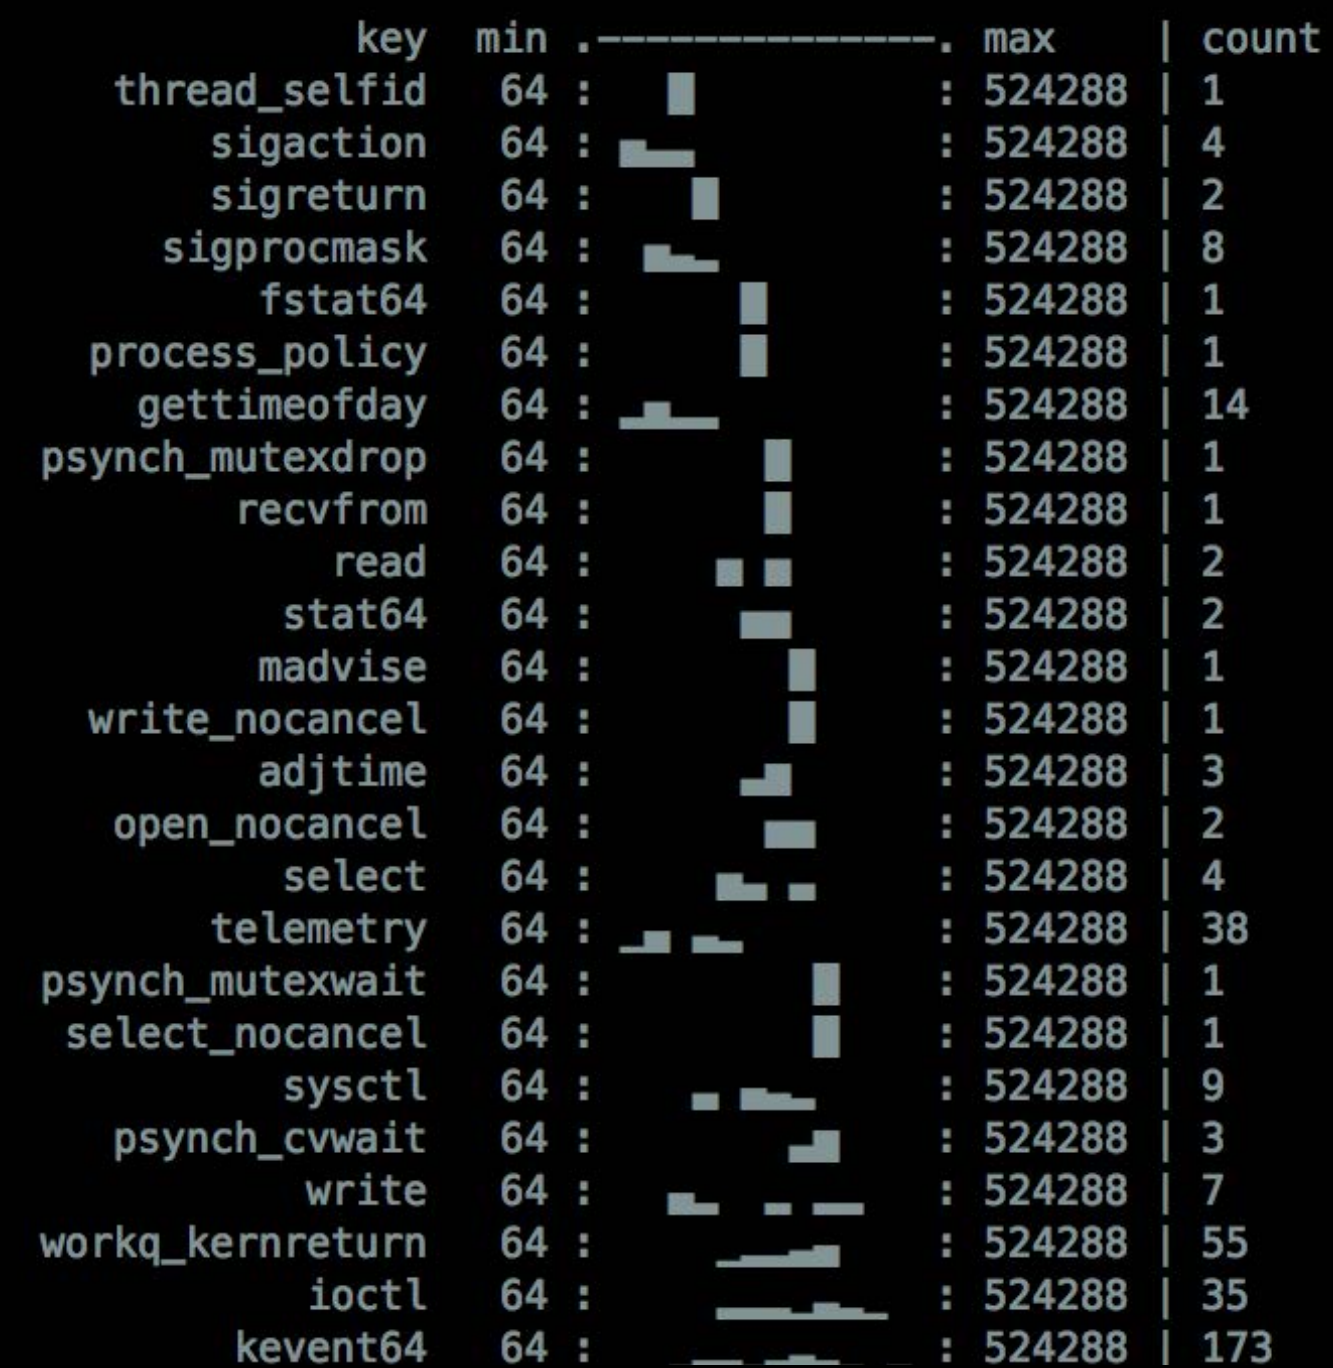 key min .--------------. max | count
thread_selfid 64 : █ : 524288 | 1
sigaction 64 : ▅▃▃ : 524288 | 4
sigreturn 64 : █ : 524288 | 2
sigprocmask 64 : ▅▃▂ : 524288 | 8
fstat64 64 : █ : 524288 | 1
process_policy 64 : █ : 524288 | 1
gettimeofday 64 : ▂▅▂▂ : 524288 | 14
psynch_mutexdrop 64 : █ : 524288 | 1
recvfrom 64 : █ : 524288 | 1
read 64 : ▅ ▅ : 524288 | 2
stat64 64 : ▅▅ : 524288 | 2
madvise 64 : █ : 524288 | 1
write_nocancel 64 : █ : 524288 | 1
adjtime 64 : ▃▆ : 524288 | 3
open_nocancel 64 : ▅▅ : 524288 | 2
select 64 : ▅▃ ▃ : 524288 | 4
telemetry 64 : ▁▄ ▃▂ : 524288 | 38
psynch_mutexwait 64 : █ : 524288 | 1
select_nocancel 64 : █ : 524288 | 1
sysctl 64 : ▃ ▄▃▂ : 524288 | 9
psynch_cvwait 64 : ▃▆ : 524288 | 3
write 64 : ▄▂ ▂ ▂▂ : 524288 | 7
workq_kernreturn 64 : ▁▂▂▃▄ : 524288 | 55
ioctl 64 : ▂▂▂▁▃▂▁ : 524288 | 35
kevent64 64 : : 524288 | 173